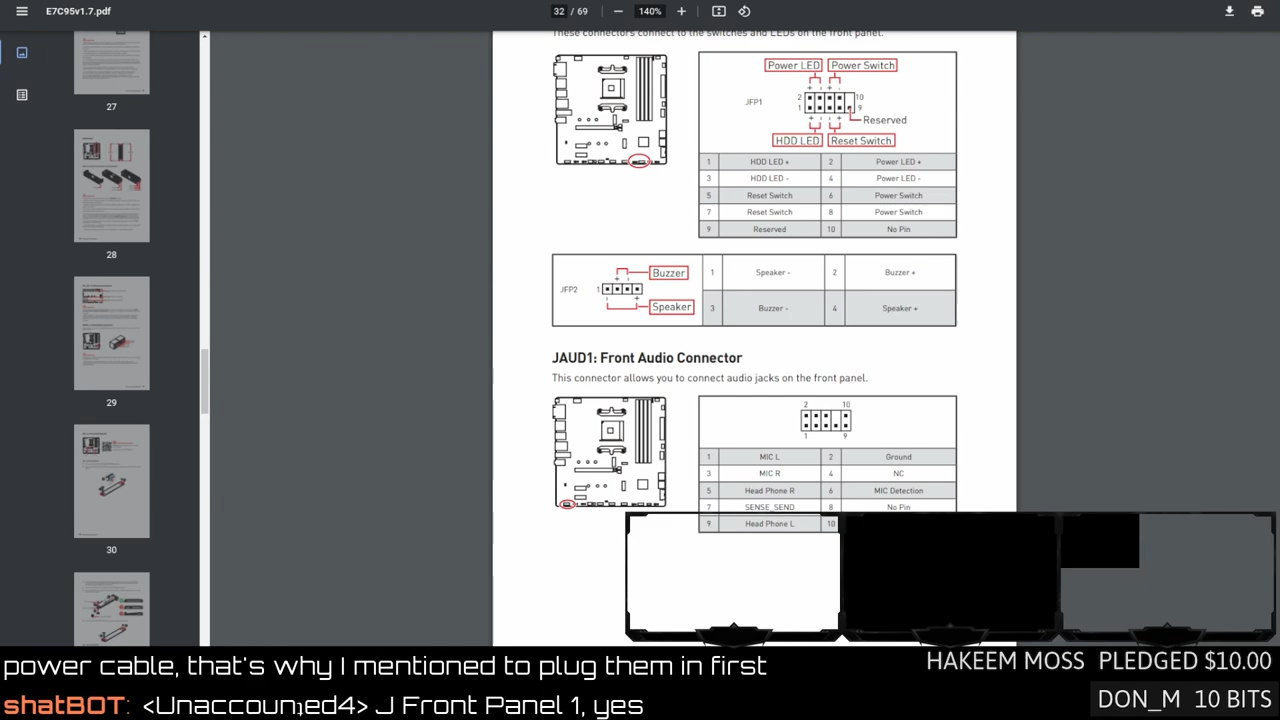 E7C95v1.7.pdf
32 / 69
140%
These connectors connect to the switches and LEDs on the front panel.
27
28
29
30
Power LED
Power Switch
JFP1
2
10
1
9
Reserved
HDD LED
Reset Switch
1 HDD LED + 2 Power LED +
3 HDD LED - 4 Power LED -
5 Reset Switch 6 Power Switch
7 Reset Switch 8 Power Switch
9 Reserved 10 No Pin
Buzzer
JFP2
1
Speaker
1 Speaker - 2 Buzzer +
3 Buzzer - 4 Speaker +
JAUD1: Front Audio Connector
This connector allows you to connect audio jacks on the front panel.
2 10
1 9
1 MIC L 2 Ground
3 MIC R 4 NC
5 Head Phone R 6 MIC Detection
7 SENSE_SEND 8 No Pin
9 Head Phone L 10
power cable, that's why I mentioned to plug them in first
shatBOT: <Unaccounted4> J Front Panel 1, yes
HAKEEM MOSS PLEDGED $10.00
DON_M 10 BITS